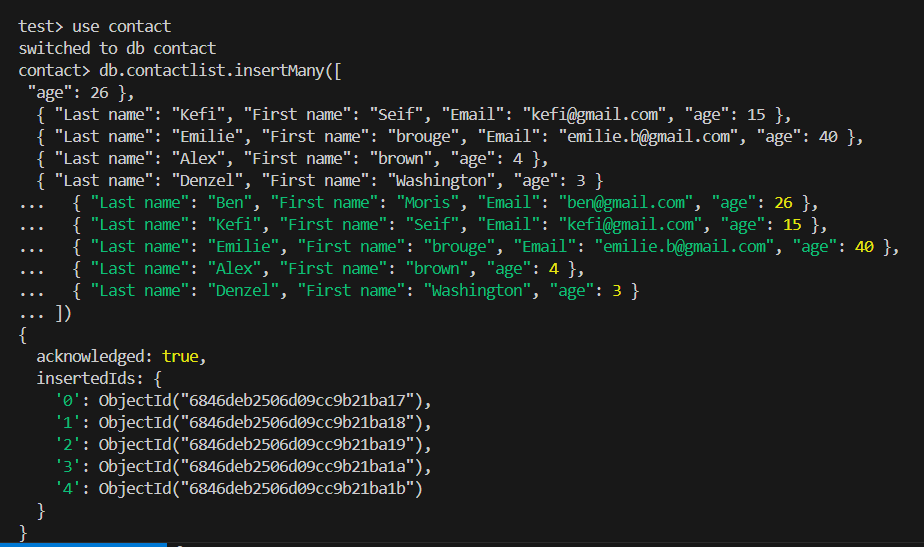 test> use contact
switched to db contact
contact> db.contactlist.insertMany([
 "age": 26 },
  { "Last name": "Kefi", "First name": "Seif", "Email": "kefi@gmail.com", "age": 15 },
  { "Last name": "Emilie", "First name": "brouge", "Email": "emilie.b@gmail.com", "age": 40 },
  { "Last name": "Alex", "First name": "brown", "age": 4 },
  { "Last name": "Denzel", "First name": "Washington", "age": 3 }
...   { "Last name": "Ben", "First name": "Moris", "Email": "ben@gmail.com", "age": 26 },
...   { "Last name": "Kefi", "First name": "Seif", "Email": "kefi@gmail.com", "age": 15 },
...   { "Last name": "Emilie", "First name": "brouge", "Email": "emilie.b@gmail.com", "age": 40 },
...   { "Last name": "Alex", "First name": "brown", "age": 4 },
...   { "Last name": "Denzel", "First name": "Washington", "age": 3 }
... ])
{
  acknowledged: true,
  insertedIds: {
    '0': ObjectId("6846deb2506d09cc9b21ba17"),
    '1': ObjectId("6846deb2506d09cc9b21ba18"),
    '2': ObjectId("6846deb2506d09cc9b21ba19"),
    '3': ObjectId("6846deb2506d09cc9b21ba1a"),
    '4': ObjectId("6846deb2506d09cc9b21ba1b")
  }
}